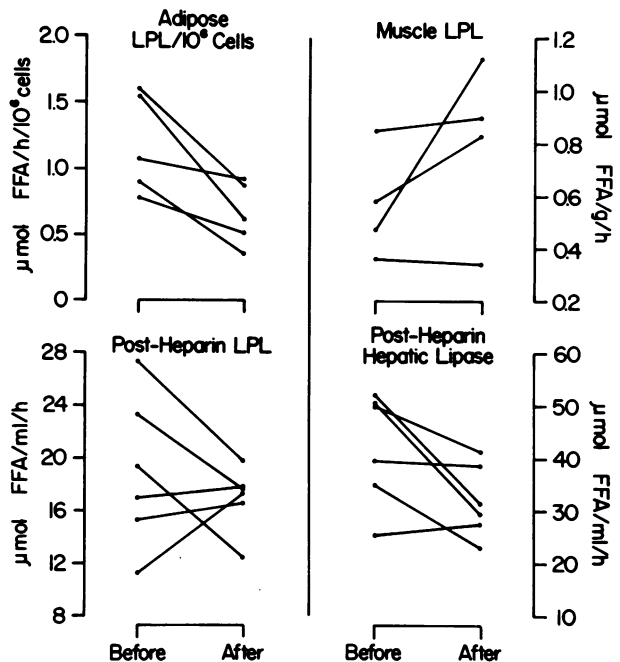 Adipose
LPL/10⁶ Cells
2.0
1.5
1.0
0.5
0
μmol FFA/h/10⁶cells
Muscle LPL
1.2
1.0
0.8
0.6
0.4
0.2
μmol FFA/g/h
Post-Heparin LPL
28
24
20
16
12
8
μmol FFA/ml/h
Before
After
Post-Heparin
Hepatic Lipase
60
50
40
30
20
10
μmol FFA/ml/h
Before
After